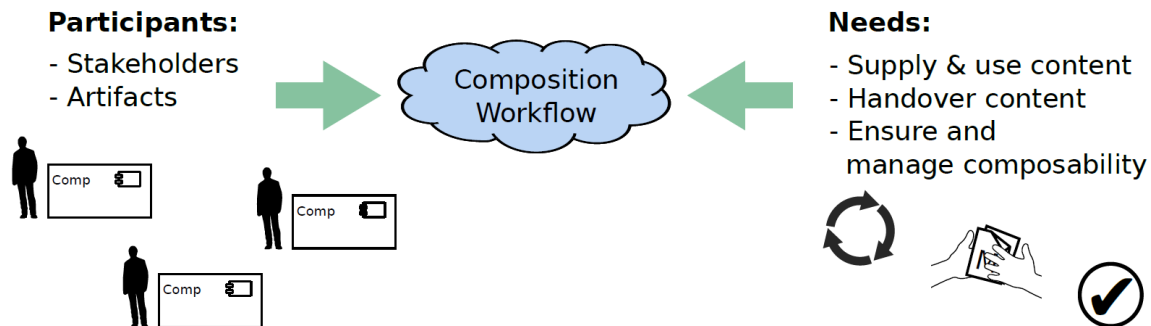 Participants:
- Stakeholders
- Artifacts
Composition
Workflow
Needs:
- Supply & use content
- Handover content
- Ensure and
manage composability
Comp
Comp
Comp